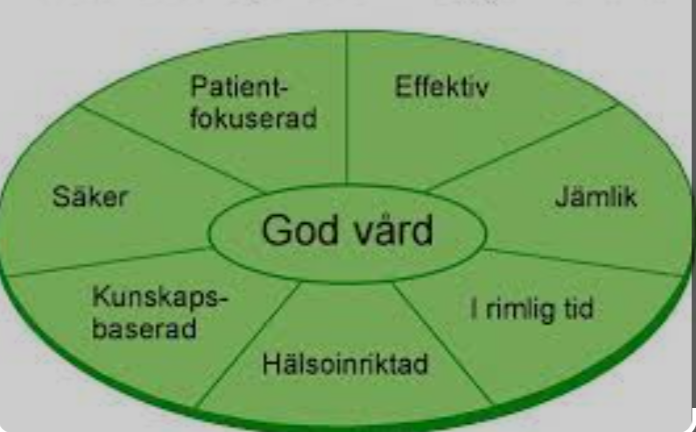 Patient-
fokuserad
Effektiv
Säker
God vård
Jämlik
Kunskaps-
baserad
I rimlig tid
Hälsoinriktad